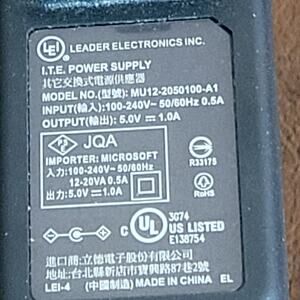 LEI LEADER ELECTRONICS INC.
I.T.E. POWER SUPPLY
其它交換式電源供應器
MODEL NO.(型號): MU12-2050100-A1
INPUT(輸入):100-240V~ 50/60Hz 0.5A
OUTPUT(輸出): 5.0V ⎓ 1.0A
PSE JQA
IMPORTER: MICROSOFT
入力:100-240V~ 50/60Hz
12-20VA 0.5A
出力:5.0V ⎓ 1.0A
R33175
RoHS
c UL US LISTED
3G74
E138754
進口商:立德電子股份有限公司
地址:台北縣新店市寶興路87巷2號
LEI-4 (中國製造) MADE IN CHINA EL